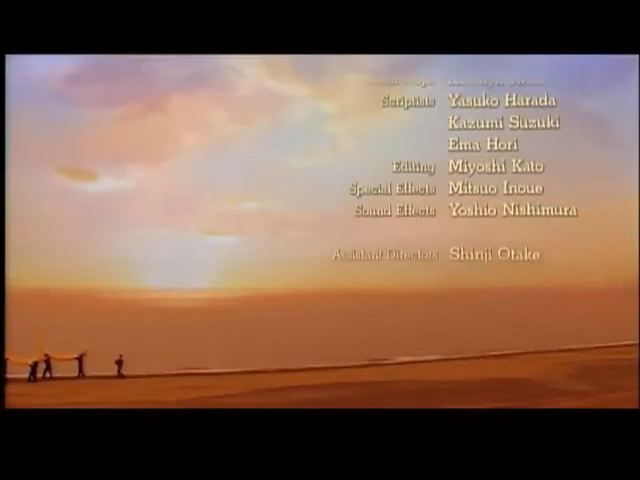 Scriptists Yasuko Harada
Kazumi Suzuki
Ema Hori
Editing Miyoshi Kato
Special Effects Mitsuo Inoue
Sound Effects Yoshio Nishimura
Assistant Directors Shinji Otake